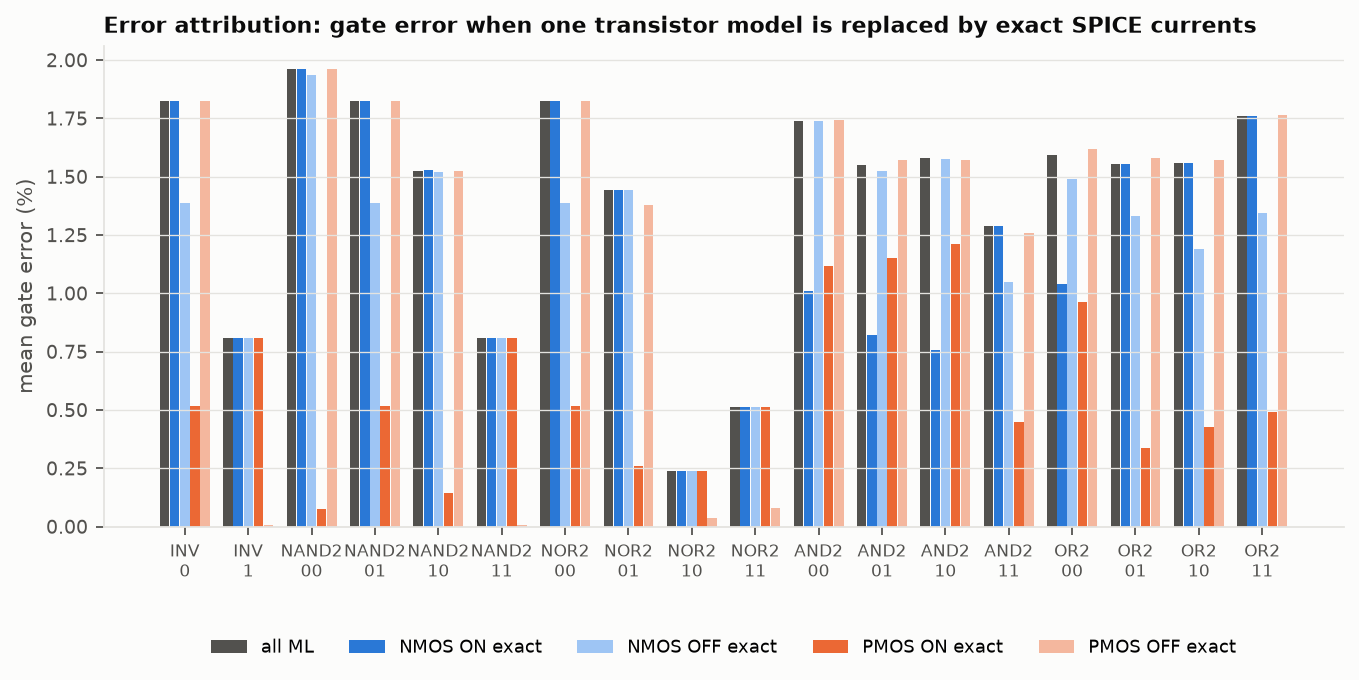 Error attribution: gate error when one transistor model is replaced by exact SPICE currents
mean gate error (%)
2.00
1.75
1.50
1.25
1.00
0.75
0.50
0.25
0.00
INV INV NAND2 NAND2 NAND2 NAND2 NOR2 NOR2 NOR2 NOR2 AND2 AND2 AND2 AND2 OR2 OR2 OR2 OR2
0 1 00 01 10 11 00 01 10 11 00 01 10 11 00 01 10 11
all ML NMOS ON exact NMOS OFF exact PMOS ON exact PMOS OFF exact